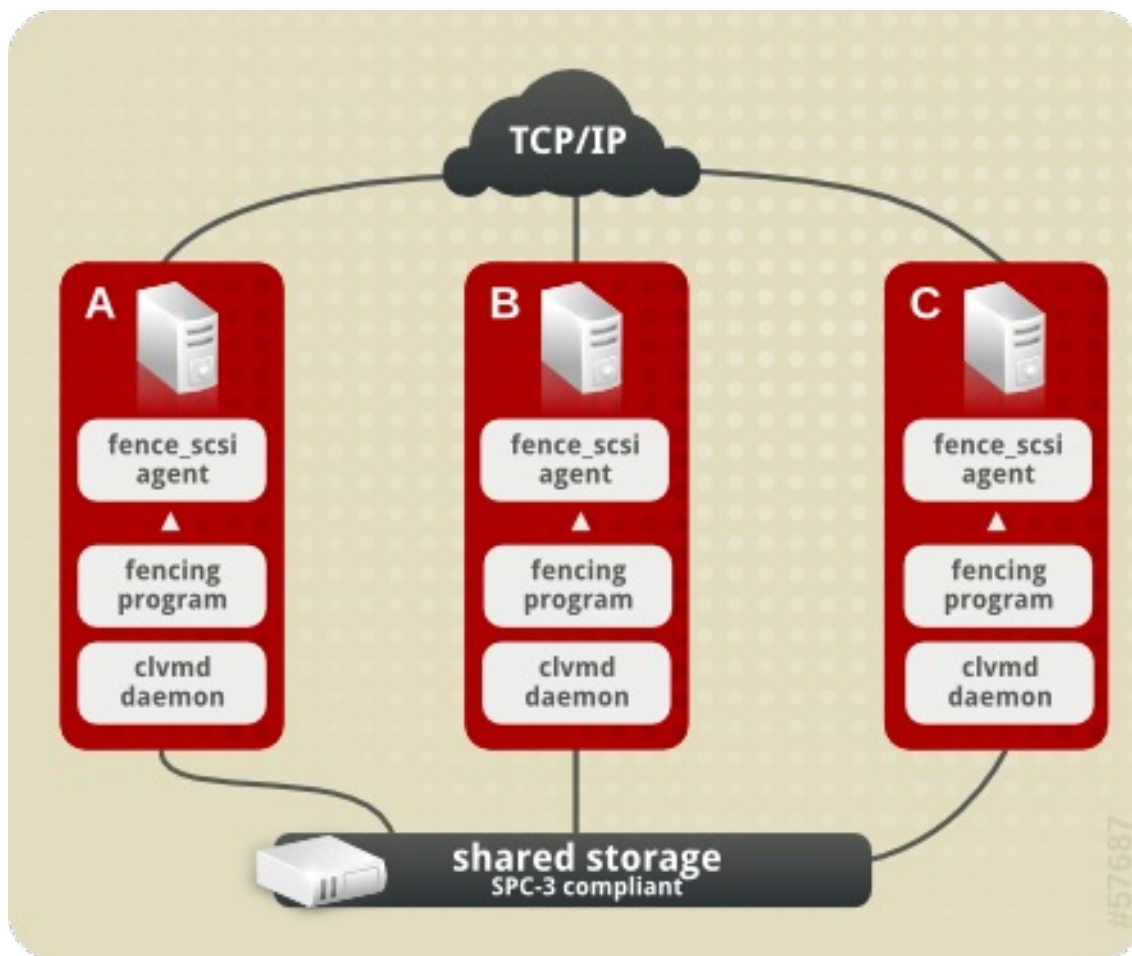 TCP/IP
A
fence_scsi
agent
fencing
program
clvmd
daemon
B
fence_scsi
agent
fencing
program
clvmd
daemon
C
fence_scsi
agent
fencing
program
clvmd
daemon
shared storage
SPC-3 compliant
#57687